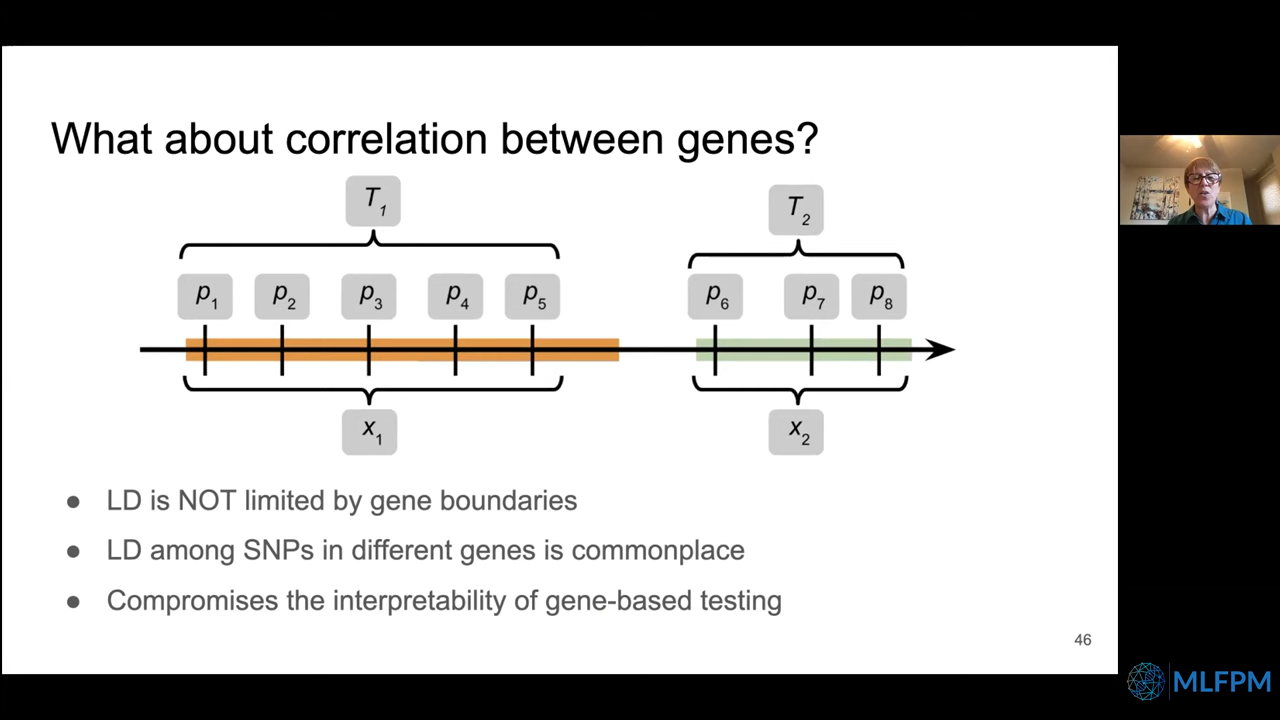 What about correlation between genes?
T1
T2
p1 p2 p3 p4 p5 p6 p7 p8
x1
x2
● LD is NOT limited by gene boundaries
● LD among SNPs in different genes is commonplace
● Compromises the interpretability of gene-based testing
46
MLFPM